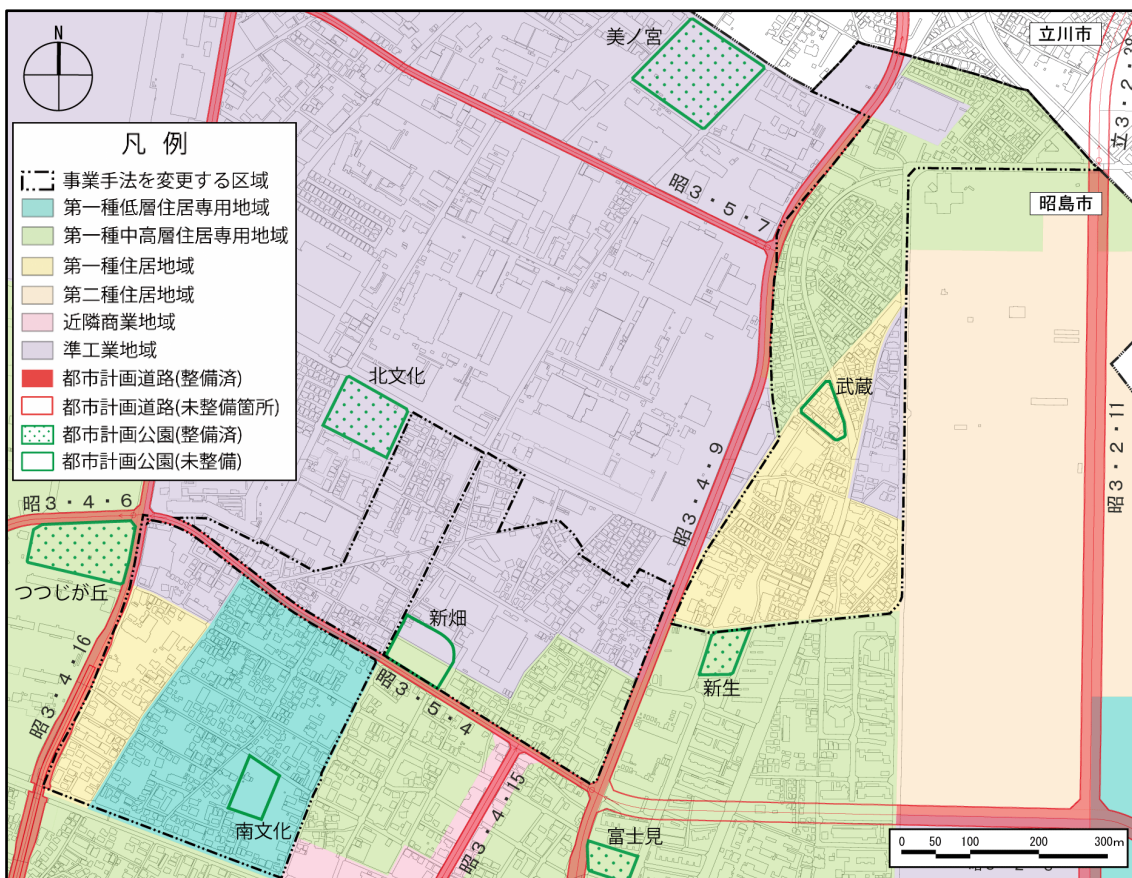 美ノ宮
立川市
N
立3・2・38
凡 例
事業手法を変更する区域
第一種低層住居専用地域
第一種中高層住居専用地域
第一種住居地域
第二種住居地域
近隣商業地域
準工業地域
都市計画道路(整備済)
都市計画道路(未整備箇所)
都市計画公園(整備済)
都市計画公園(未整備)
昭3・5・7
昭島市
北文化
武蔵
昭3・2・11
昭3・4・9
昭3・4・6
つつじが丘
新畑
昭3・4・16
昭3・5・4
新生
南文化
昭3・4・15
富士見
0 50 100 200 300m